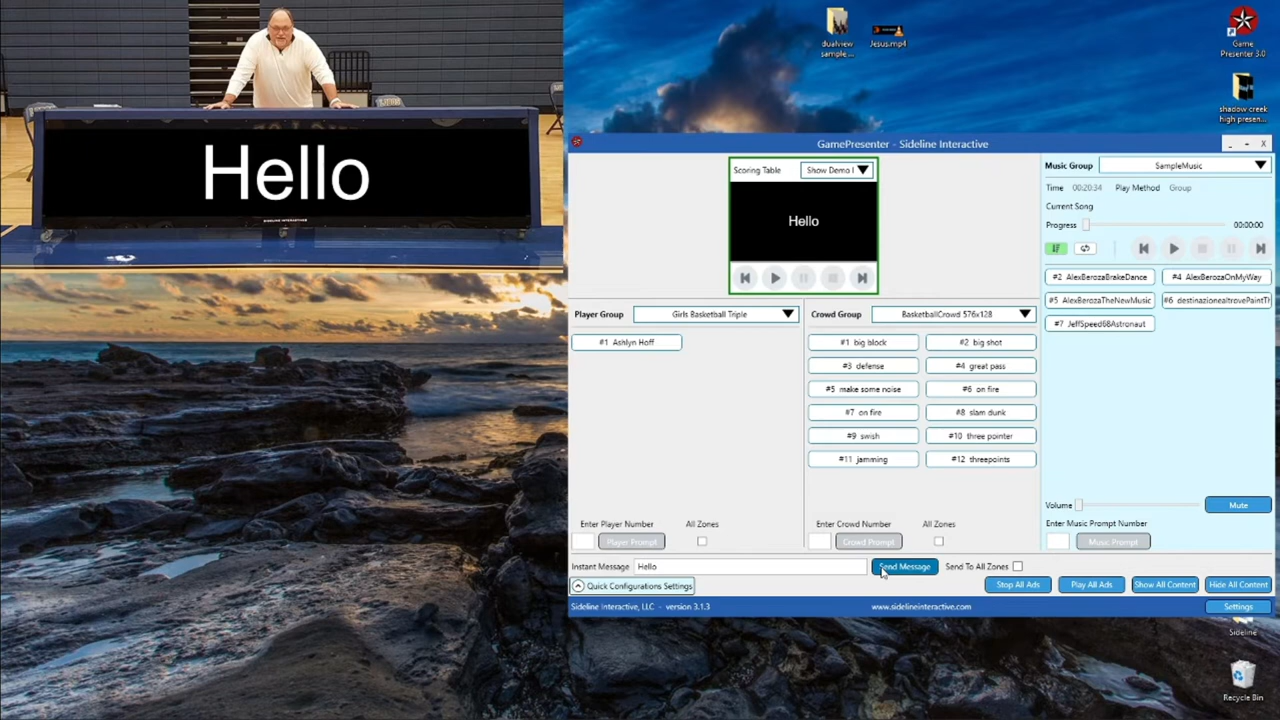 Hello
SIDELINE INTERACTIVE
dualview
sample...
Jesus.mp4
Game
Presenter 3.0
shadow creek
high presen...
GamePresenter - Sideline Interactive
Scoring Table
Show Demo
Hello
Music Group
SampleMusic
Time 00:20:34 Play Method Group
Current Song
Progress 00:00:00
#2 AlexBerozaBrakeDance
#4 AlexBerozaOnMyWay
#5 AlexBerozaTheNewMusic
#6 destinazionealtrovePaintTh
#7 JeffSpeed68Astronaut
Player Group
Girls Basketball Triple
Crowd Group
BasketballCrowd 576x128
#1 Ashlyn Hoff
#1 big block
#2 big shot
#3 defense
#4 great pass
#5 make some noise
#6 on fire
#7 on fire
#8 slam dunk
#9 swish
#10 three pointer
#11 jamming
#12 threepoints
Volume
Mute
Enter Player Number
All Zones
Player Prompt
Enter Crowd Number
All Zones
Crowd Prompt
Enter Music Prompt Number
Music Prompt
Instant Message
Hello
Send Message
Send To All Zones
Quick Configurations Settings
Stop All Ads
Play All Ads
Show All Content
Hide All Content
Sideline Interactive, LLC - version 3.1.3
www.sidelineinteractive.com
Settings
Sideline
Recycle Bin